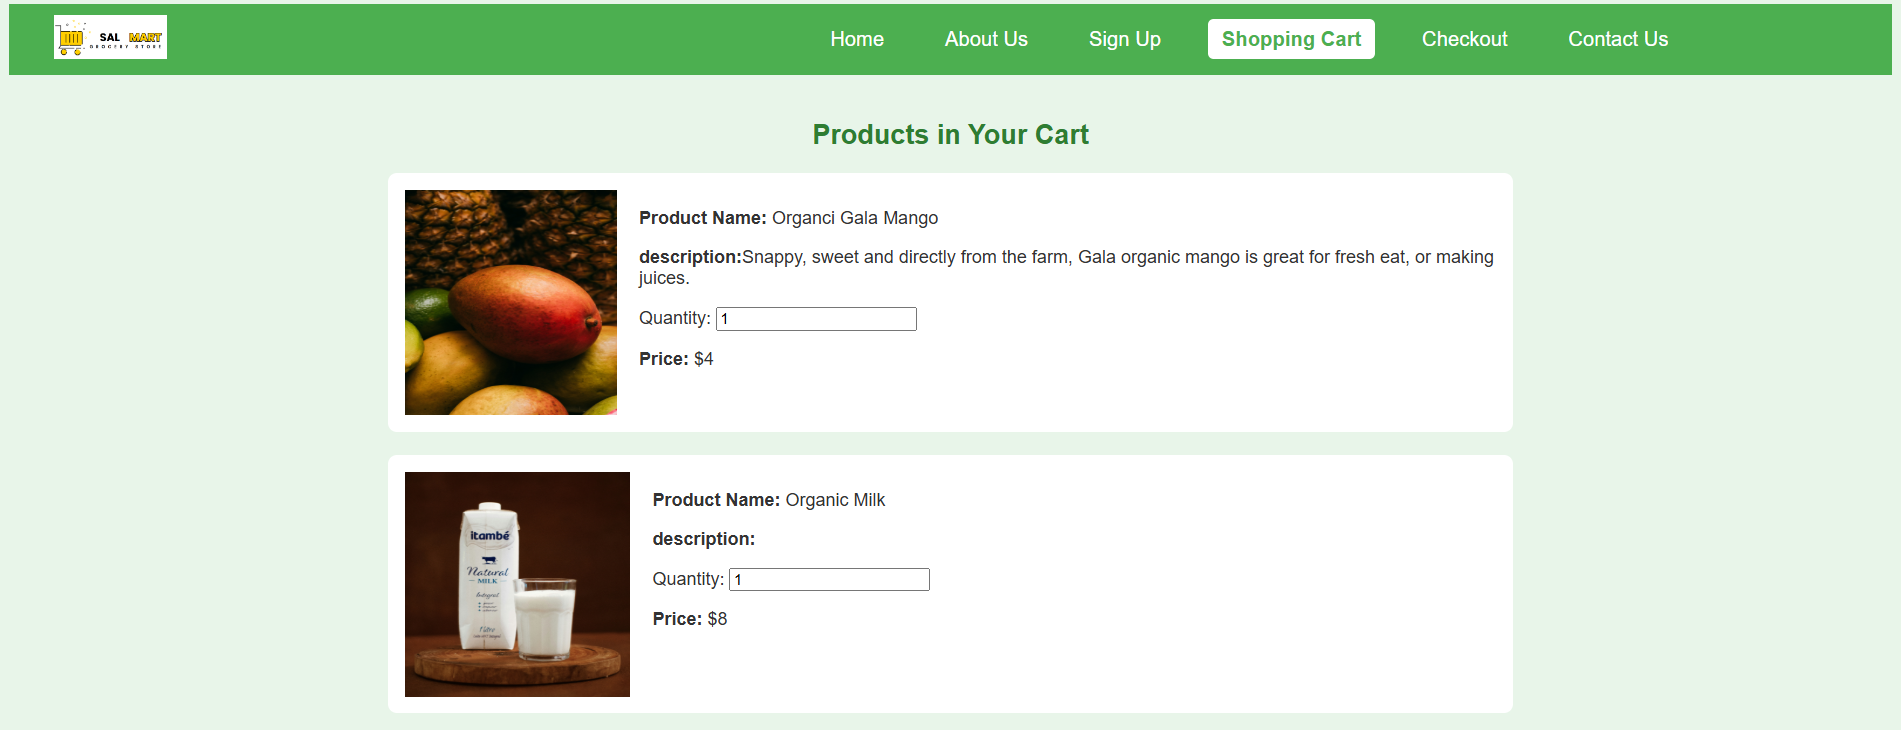 SAL MART
GROCERY STORE
Home About Us Sign Up Shopping Cart Checkout Contact Us
Products in Your Cart
Product Name: Organci Gala Mango
description:Snappy, sweet and directly from the farm, Gala organic mango is great for fresh eat, or making
juices.
Quantity: 1
Price: $4
itambé
Natural
MILK
Integral
1 Litro
Product Name: Organic Milk
description:
Quantity: 1
Price: $8